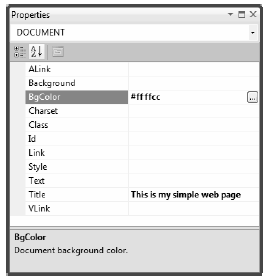 Properties
DOCUMENT
ALink
Background
BgColor #ffffcc ...
Charset
Class
Id
Link
Style
Text
Title This is my simple web page
VLink
BgColor
Document background color.